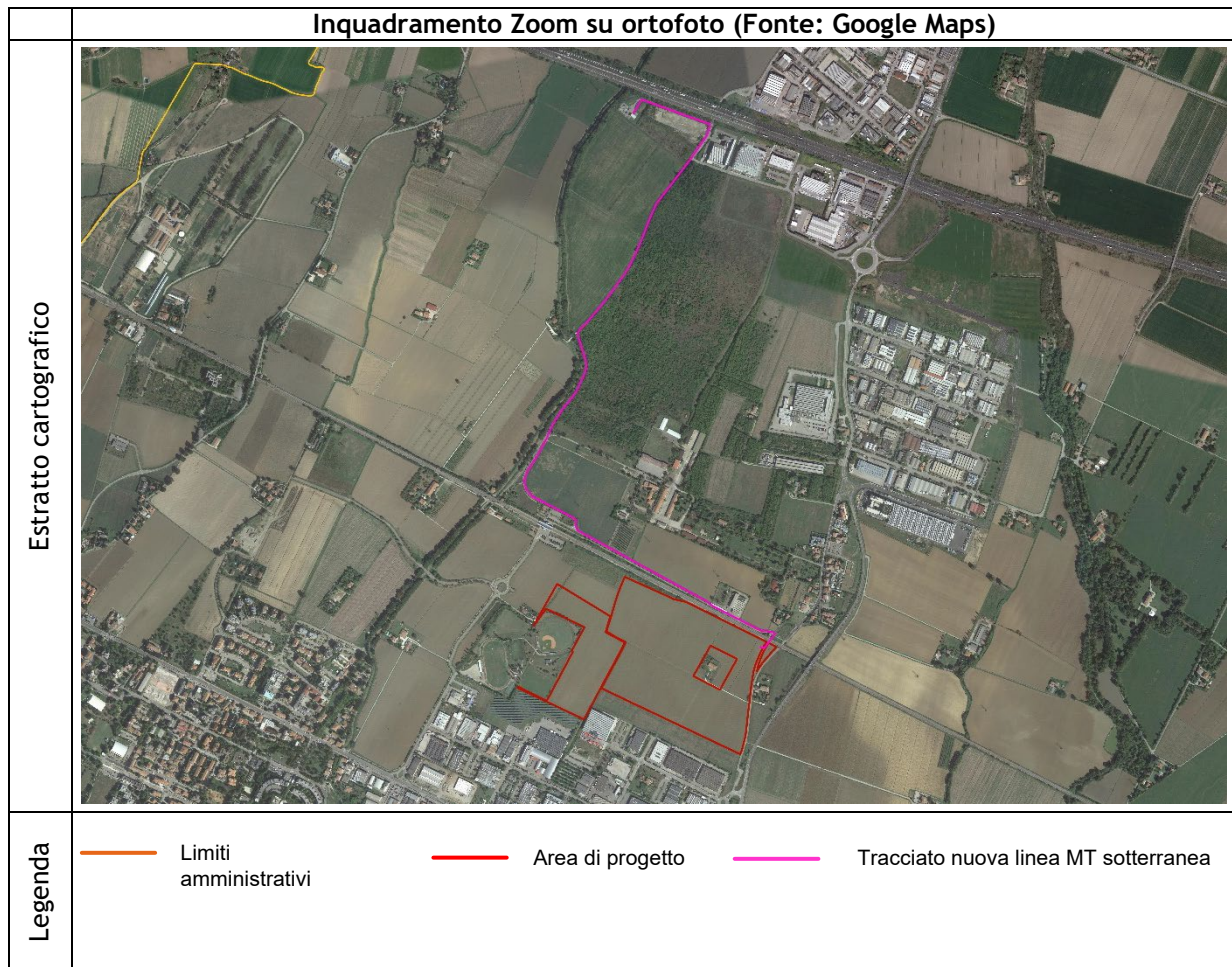 Inquadramento Zoom su ortofoto (Fonte: Google Maps)
Estratto cartografico
Legenda
Limiti
amministrativi
Area di progetto
Tracciato nuova linea MT sotterranea